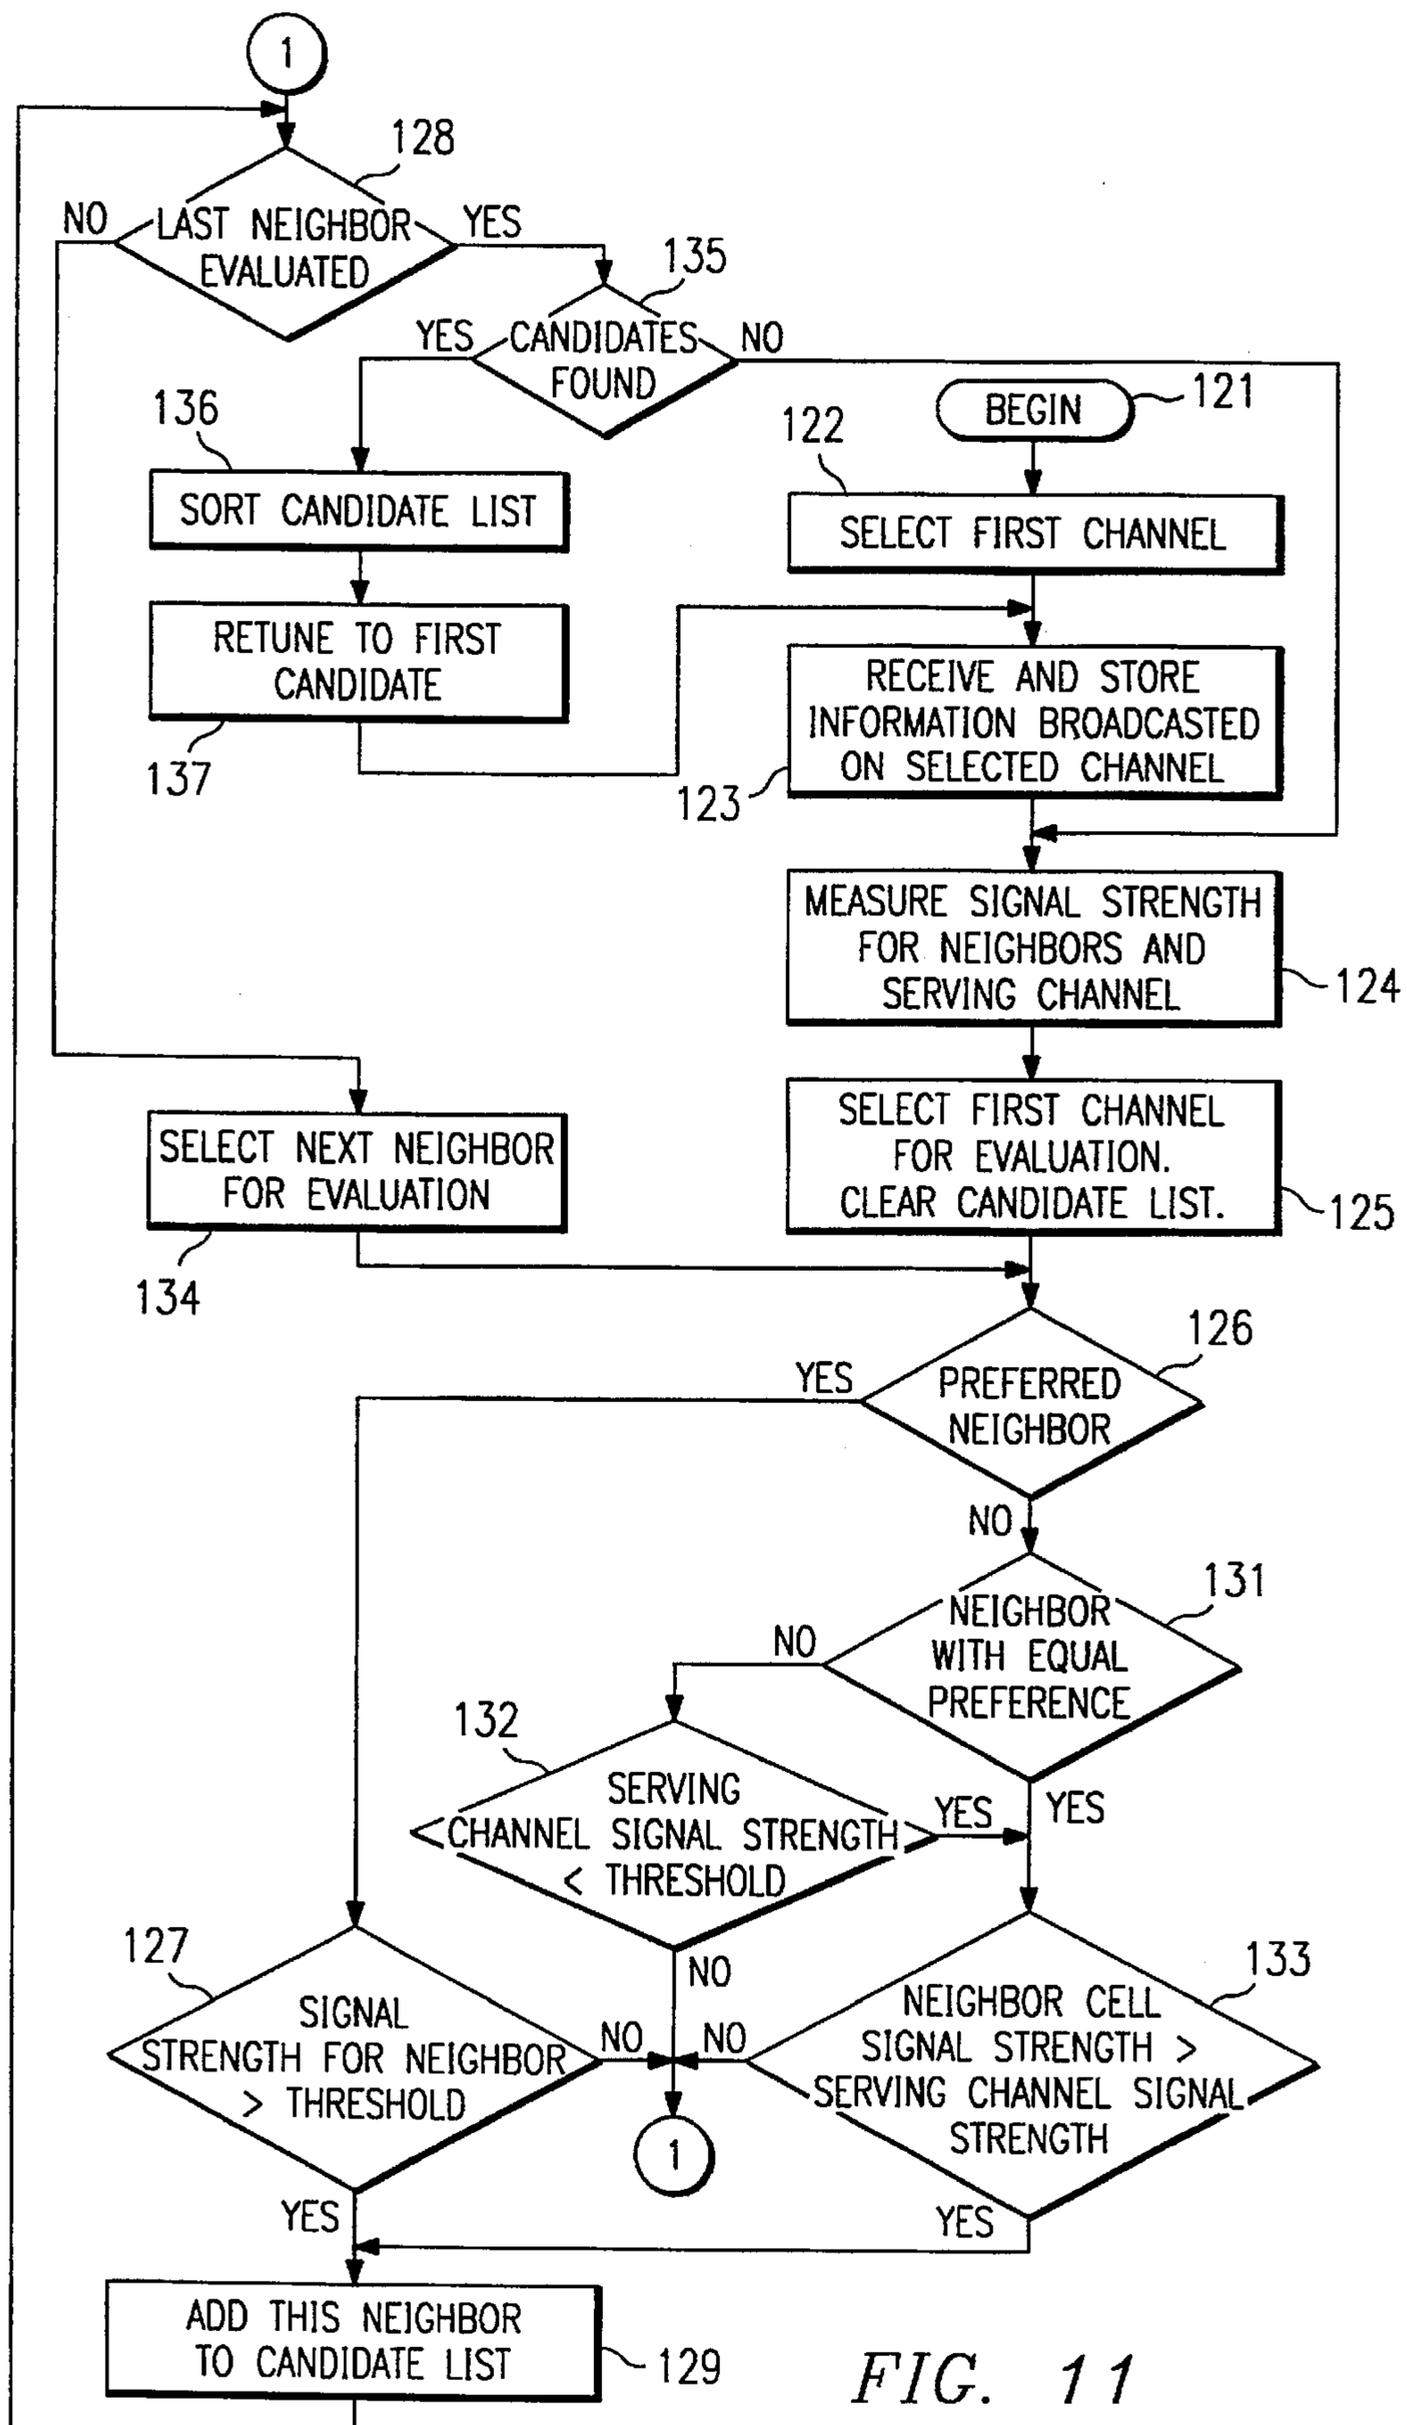 1
128
NO
LAST NEIGHBOR
EVALUATED
YES
135
YES
CANDIDATES
FOUND
NO
136
SORT CANDIDATE LIST
BEGIN
121
122
SELECT FIRST CHANNEL
RETUNE TO FIRST
CANDIDATE
137
RECEIVE AND STORE
INFORMATION BROADCASTED
ON SELECTED CHANNEL
123
MEASURE SIGNAL STRENGTH
FOR NEIGHBORS AND
SERVING CHANNEL
124
SELECT NEXT NEIGHBOR
FOR EVALUATION
134
SELECT FIRST CHANNEL
FOR EVALUATION.
CLEAR CANDIDATE LIST.
125
126
YES
PREFERRED
NEIGHBOR
NO
131
NO
NEIGHBOR
WITH EQUAL
PREFERENCE
YES
132
SERVING
CHANNEL SIGNAL STRENGTH
< THRESHOLD
YES
NO
127
SIGNAL
STRENGTH FOR NEIGHBOR
> THRESHOLD
NO
NO
133
NEIGHBOR CELL
SIGNAL STRENGTH >
SERVING CHANNEL SIGNAL
STRENGTH
1
YES
YES
ADD THIS NEIGHBOR
TO CANDIDATE LIST
129
FIG. 11